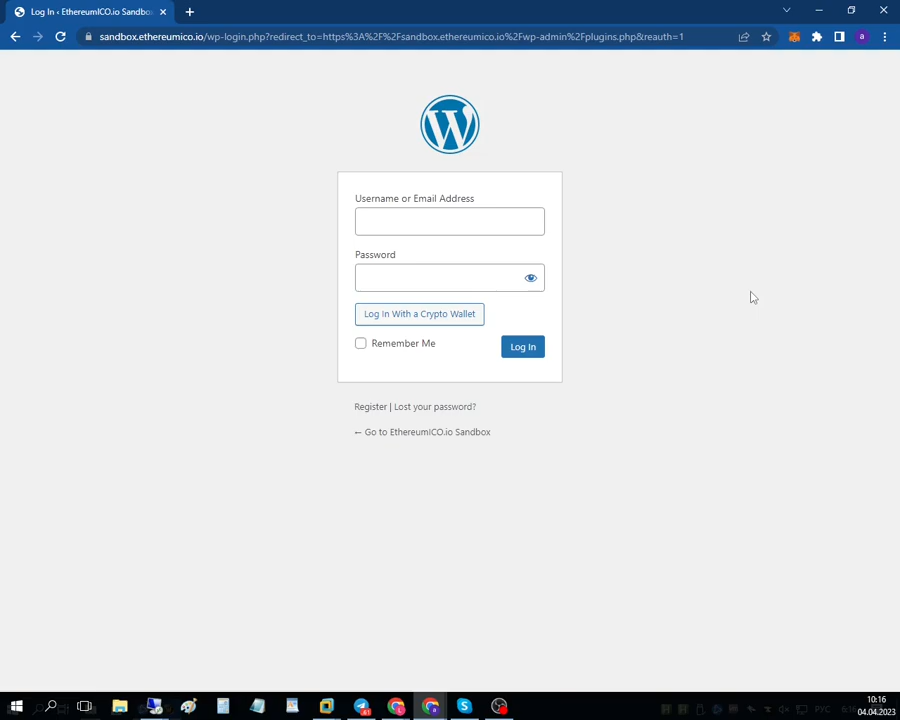 Log In ‹ EthereumICO.io Sandbo
sandbox.ethereumico.io/wp-login.php?redirect_to=https%3A%2F%2Fsandbox.ethereumico.io%2Fwp-admin%2Fplugins.php&reauth=1
a
Username or Email Address
Password
Log In With a Crypto Wallet
Remember Me
Log In
Register | Lost your password?
← Go to EthereumICO.io Sandbox
10:16
РУС
04.04.2023